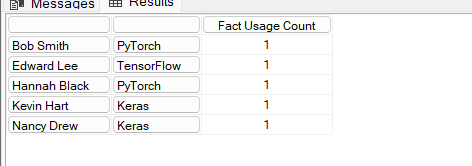 Messages Results
Fact Usage Count
Bob Smith PyTorch 1
Edward Lee TensorFlow 1
Hannah Black PyTorch 1
Kevin Hart Keras 1
Nancy Drew Keras 1